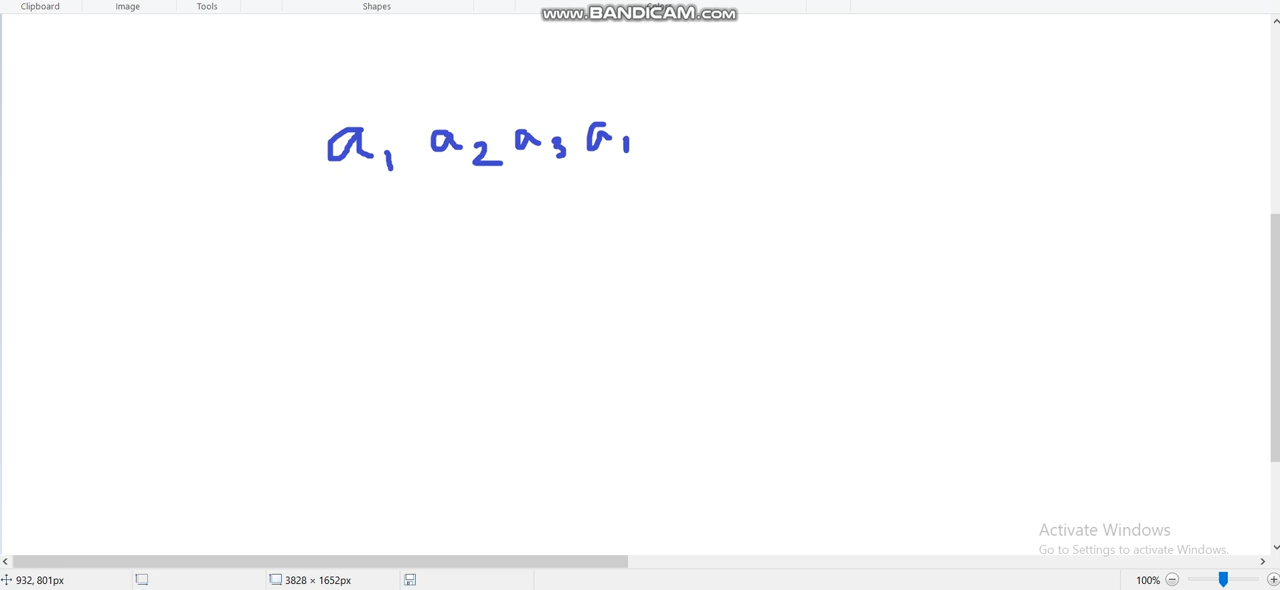 Clipboard Image Tools Shapes Colors
www.BANDICAM.com
a₁ a₂ a₃ a₁
Activate Windows
Go to Settings to activate Windows.
932, 801px 3828 × 1652px 100%